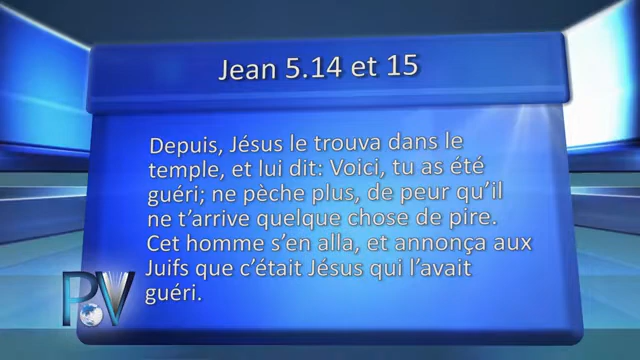 Jean 5.14 et 15
Depuis, Jésus le trouva dans le
temple, et lui dit: Voici, tu as été
guéri; ne pèche plus, de peur qu'il
ne t'arrive quelque chose de pire.
Cet homme s'en alla, et annonça aux
Juifs que c'était Jésus qui l'avait
guéri.
PV